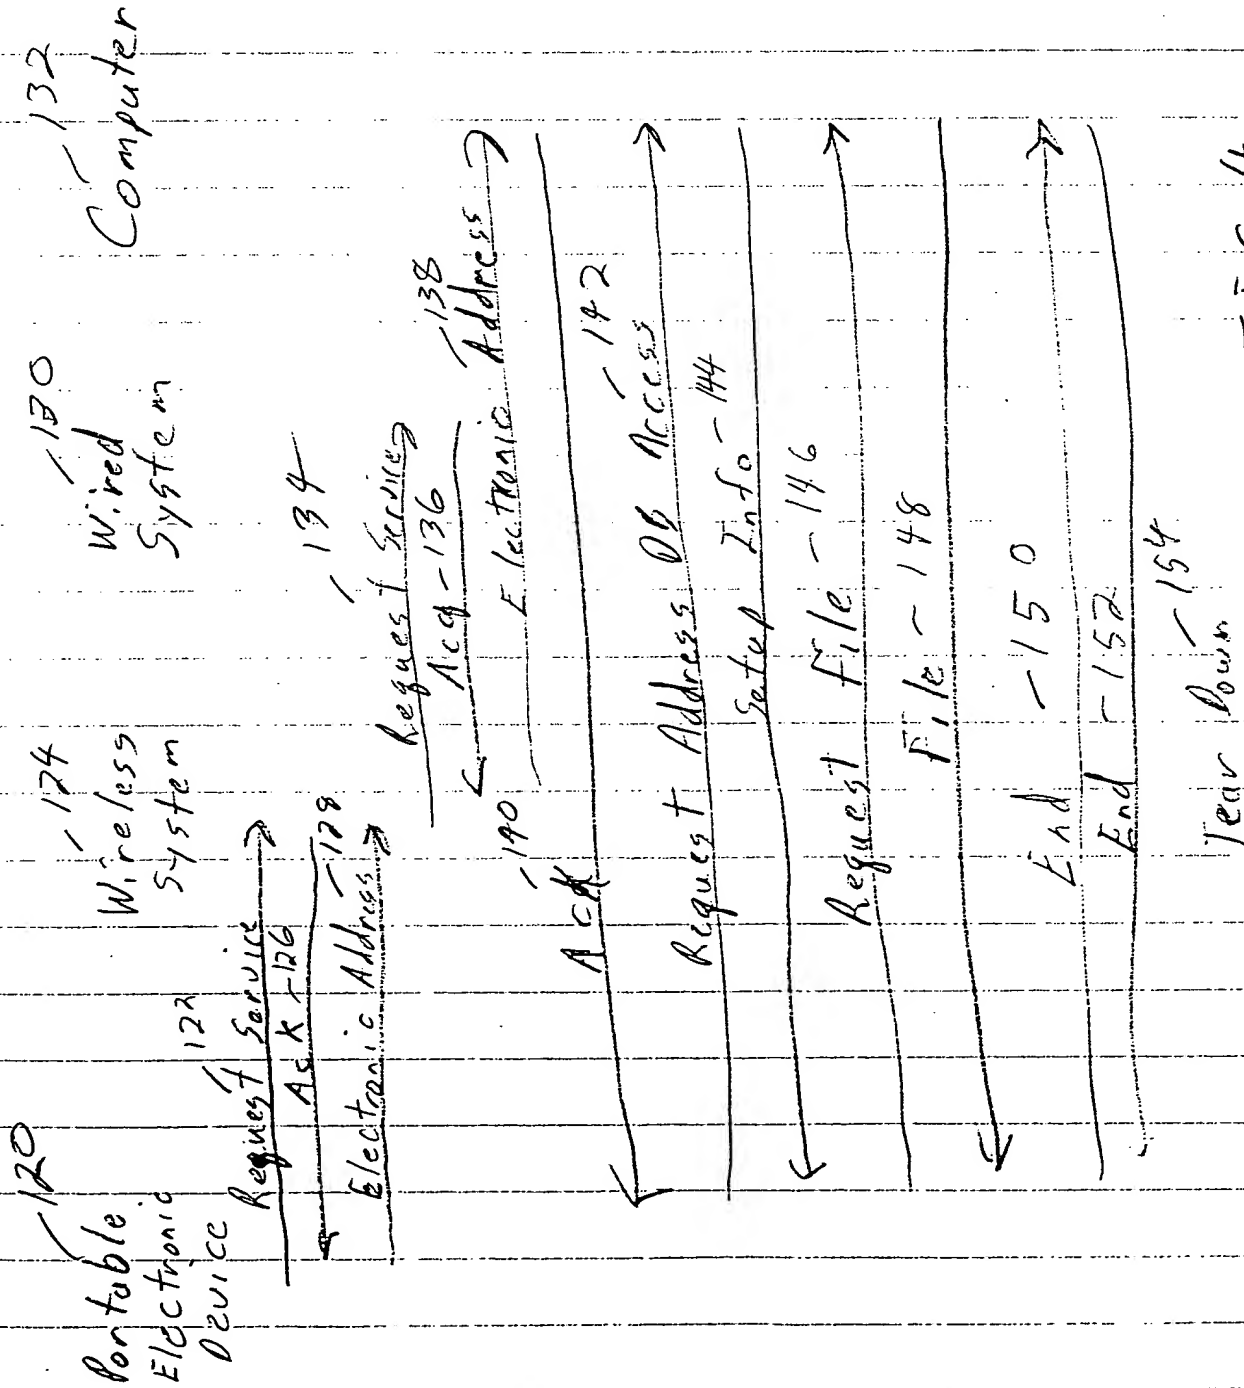 Portable -120
Electronic
Device
Wireless -124
System
Wired -130
System
Computer -132
Request Service 122
Ack -126
Electronic Address -128
Request Service -134
Acq -136
Electronic Address -138
Ack -140
Request Address DB Access -142
Setup Info -144
Request File -146
File -148
End -150
End -152
Tear Down -154